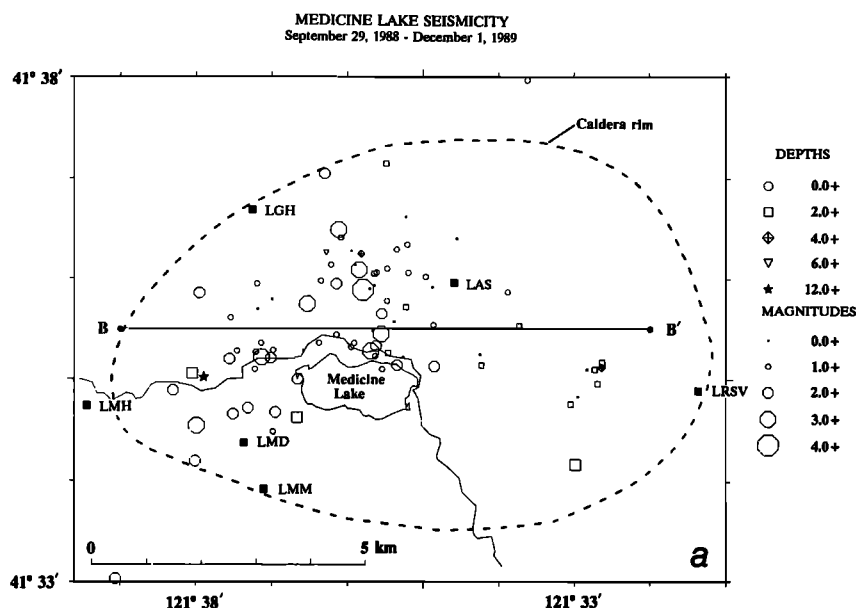 MEDICINE LAKE SEISMICITY
September 29, 1988 - December 1, 1989
41° 38′
Caldera rim
LGH
LAS
B
B′
Medicine
Lake
LMH
LRSV
LMD
LMM
0
5 km
a
41° 33′
121° 38′
121° 33′
DEPTHS
0.0+
2.0+
4.0+
6.0+
12.0+
MAGNITUDES
0.0+
1.0+
2.0+
3.0+
4.0+